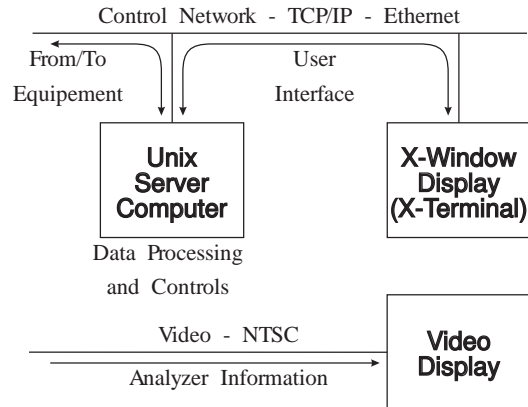 Control Network - TCP/IP - Ethernet
From/To
Equipement
User
Interface
Unix
Server
Computer
X-Window
Display
(X-Terminal)
Data Processing
and Controls
Video - NTSC
Analyzer Information
Video
Display